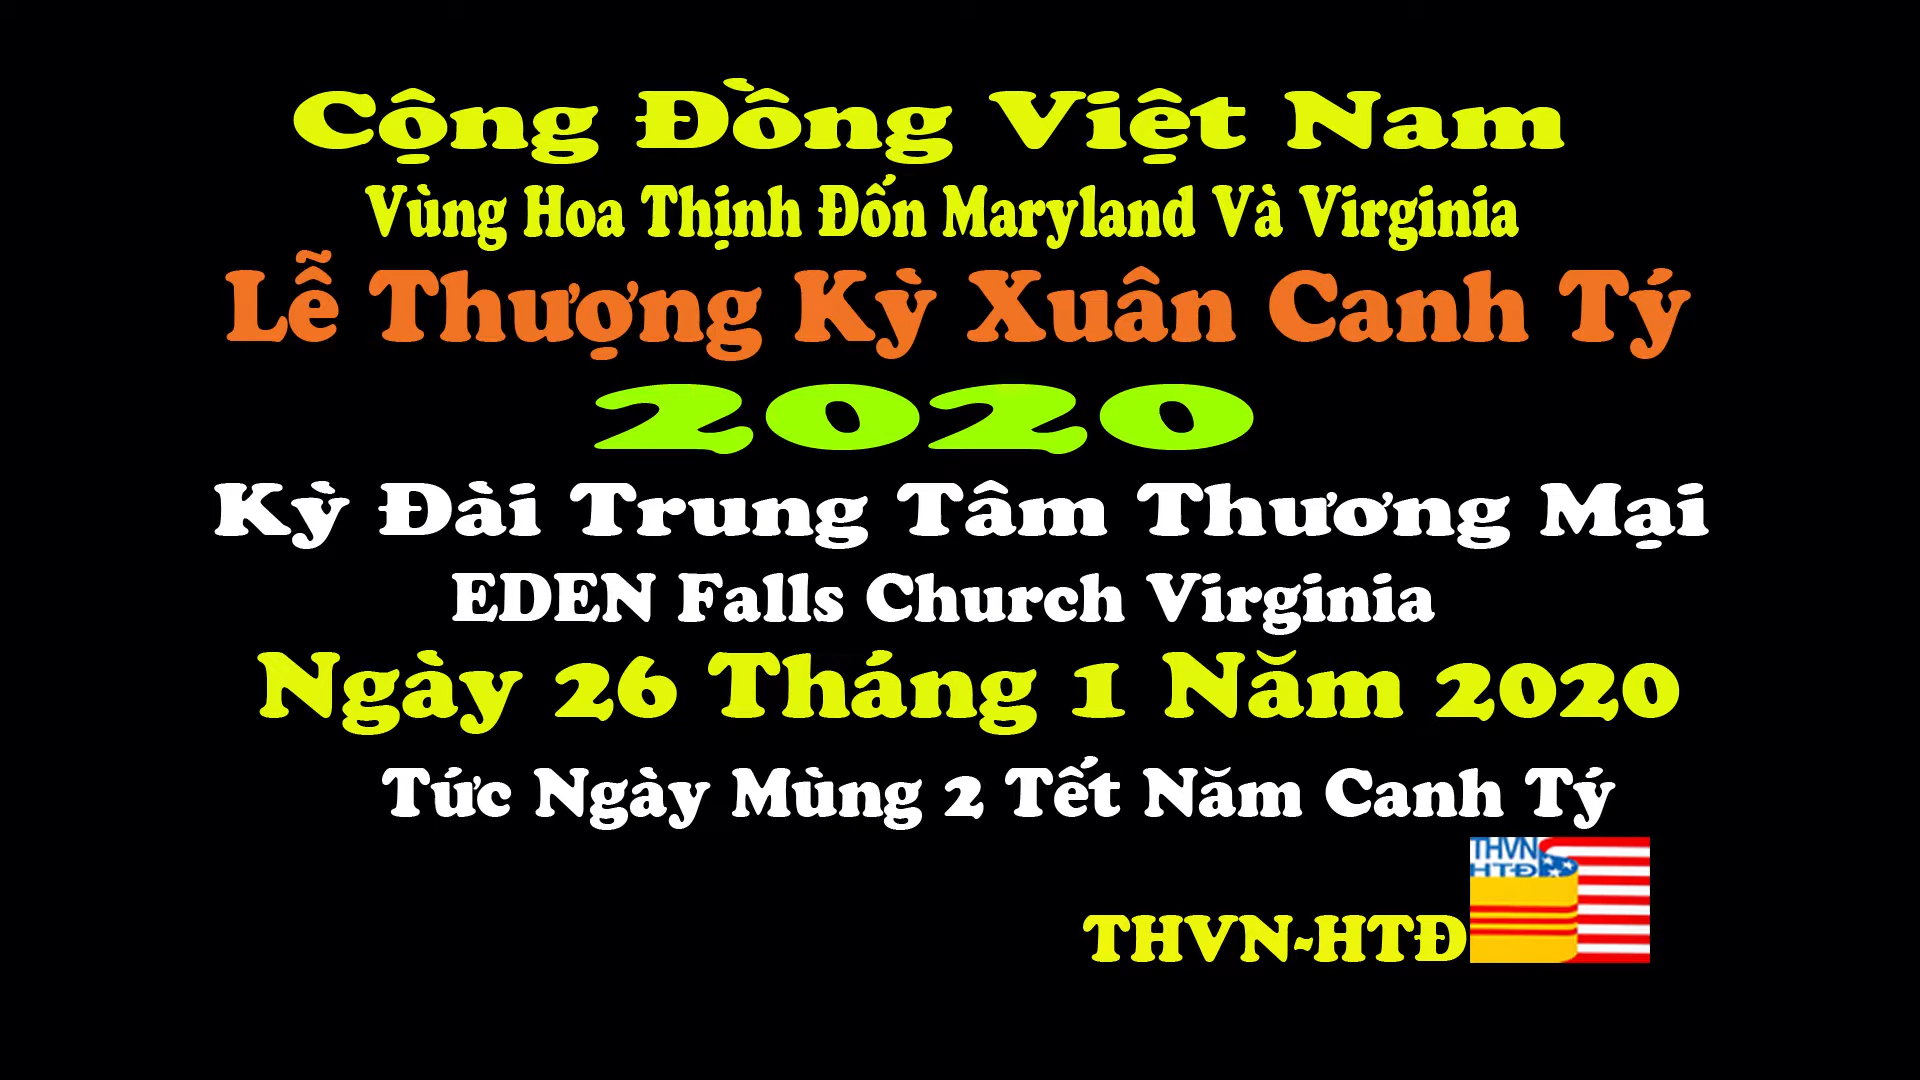 Cộng Đồng Việt Nam
Vùng Hoa Thịnh Đốn Maryland Và Virginia
Lễ Thượng Kỳ Xuân Canh Tý
2020
Kỳ Đài Trung Tâm Thương Mại
EDEN Falls Church Virginia
Ngày 26 Tháng 1 Năm 2020
Tức Ngày Mùng 2 Tết Năm Canh Tý
THVN
HTĐ
THVN~HTĐ